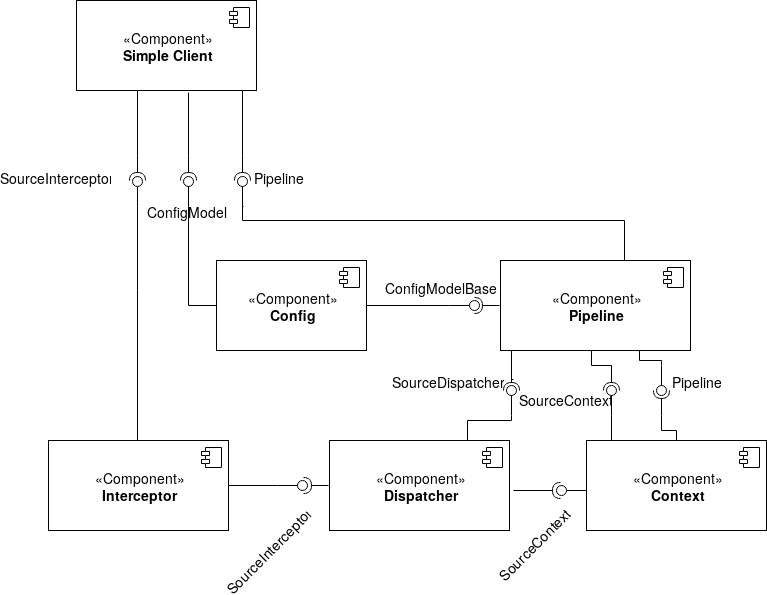 «Component»
Simple Client
SourceInterceptor
Pipeline
ConfigModel
«Component»
Config
ConfigModelBase
«Component»
Pipeline
SourceDispatcher
SourceContext
Pipeline
«Component»
Interceptor
«Component»
Dispatcher
«Component»
Context
SourceInterceptor
SourceContext